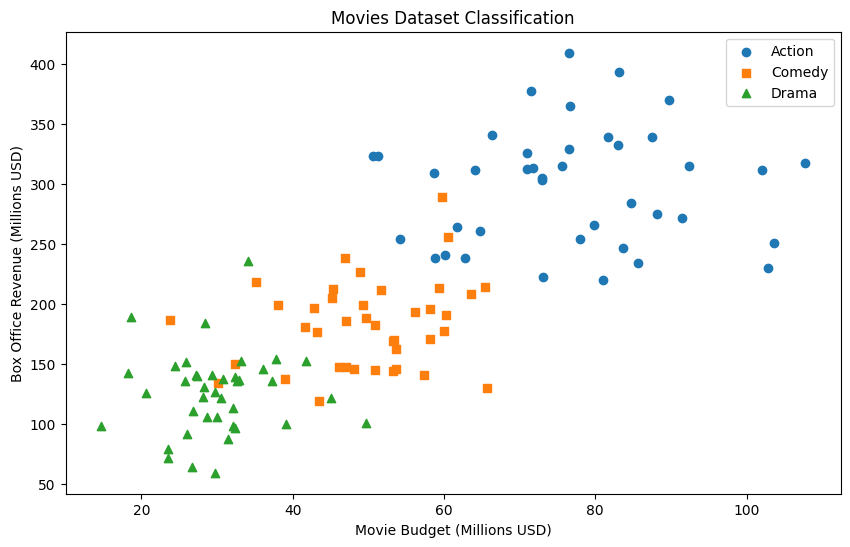 Movies Dataset Classification
Action
Comedy
Drama
Box Office Revenue (Millions USD)
400
350
300
250
200
150
100
50
20
40
60
80
100
Movie Budget (Millions USD)